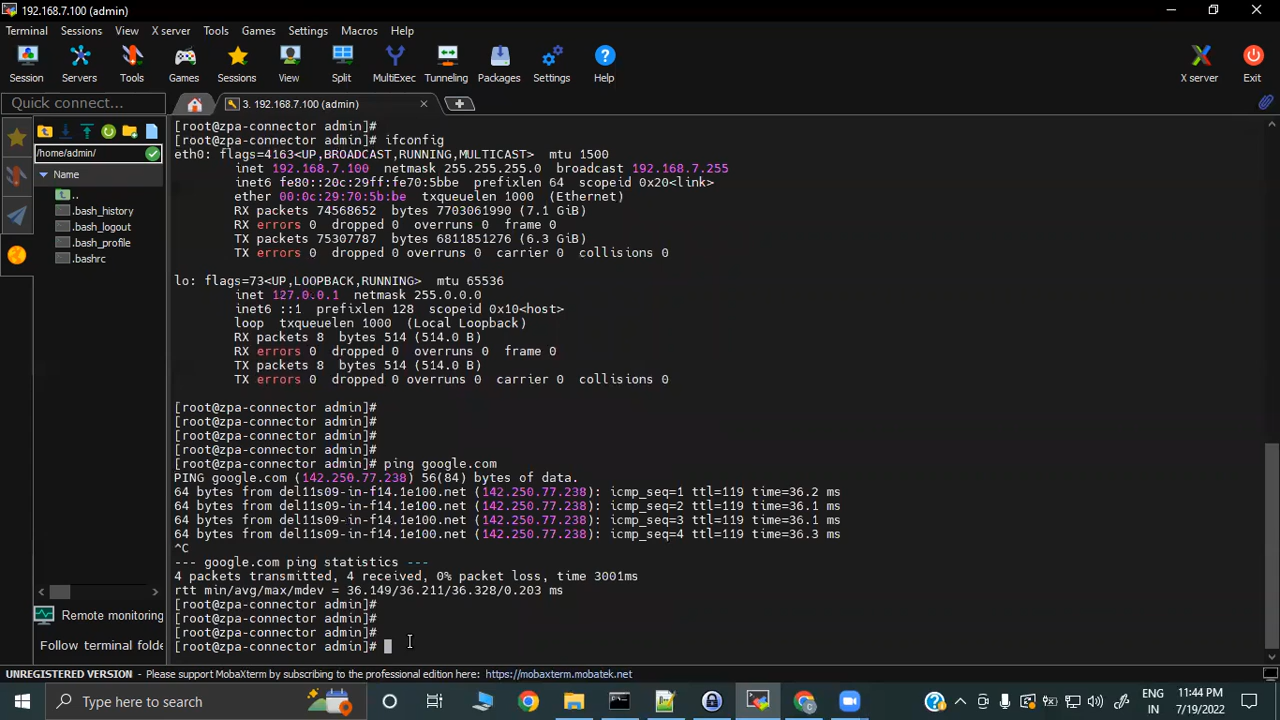 192.168.7.100 (admin)
Terminal Sessions View X server Tools Games Settings Macros Help
Session Servers Tools Games Sessions View Split MultiExec Tunneling Packages Settings Help X server Exit
Quick connect...
3. 192.168.7.100 (admin)
/home/admin/
Name
..
.bash_history
.bash_logout
.bash_profile
.bashrc
Remote monitoring
Follow terminal folde
[root@zpa-connector admin]#
[root@zpa-connector admin]# ifconfig
eth0: flags=4163<UP,BROADCAST,RUNNING,MULTICAST> mtu 1500
inet 192.168.7.100 netmask 255.255.255.0 broadcast 192.168.7.255
inet6 fe80::20c:29ff:fe70:5bbe prefixlen 64 scopeid 0x20<link>
ether 00:0c:29:70:5b:be txqueuelen 1000 (Ethernet)
RX packets 74568652 bytes 7703061990 (7.1 GiB)
RX errors 0 dropped 0 overruns 0 frame 0
TX packets 75307787 bytes 6811851276 (6.3 GiB)
TX errors 0 dropped 0 overruns 0 carrier 0 collisions 0
lo: flags=73<UP,LOOPBACK,RUNNING> mtu 65536
inet 127.0.0.1 netmask 255.0.0.0
inet6 ::1 prefixlen 128 scopeid 0x10<host>
loop txqueuelen 1000 (Local Loopback)
RX packets 8 bytes 514 (514.0 B)
RX errors 0 dropped 0 overruns 0 frame 0
TX packets 8 bytes 514 (514.0 B)
TX errors 0 dropped 0 overruns 0 carrier 0 collisions 0
[root@zpa-connector admin]#
[root@zpa-connector admin]#
[root@zpa-connector admin]#
[root@zpa-connector admin]#
[root@zpa-connector admin]# ping google.com
PING google.com (142.250.77.238) 56(84) bytes of data.
64 bytes from del11s09-in-f14.1e100.net (142.250.77.238): icmp_seq=1 ttl=119 time=36.2 ms
64 bytes from del11s09-in-f14.1e100.net (142.250.77.238): icmp_seq=2 ttl=119 time=36.1 ms
64 bytes from del11s09-in-f14.1e100.net (142.250.77.238): icmp_seq=3 ttl=119 time=36.1 ms
64 bytes from del11s09-in-f14.1e100.net (142.250.77.238): icmp_seq=4 ttl=119 time=36.3 ms
^C
--- google.com ping statistics ---
4 packets transmitted, 4 received, 0% packet loss, time 3001ms
rtt min/avg/max/mdev = 36.149/36.211/36.328/0.203 ms
[root@zpa-connector admin]#
[root@zpa-connector admin]#
[root@zpa-connector admin]#
[root@zpa-connector admin]#
UNREGISTERED VERSION - Please support MobaXterm by subscribing to the professional edition here: https://mobaxterm.mobatek.net
Type here to search
ENG
IN
11:44 PM
7/19/2022